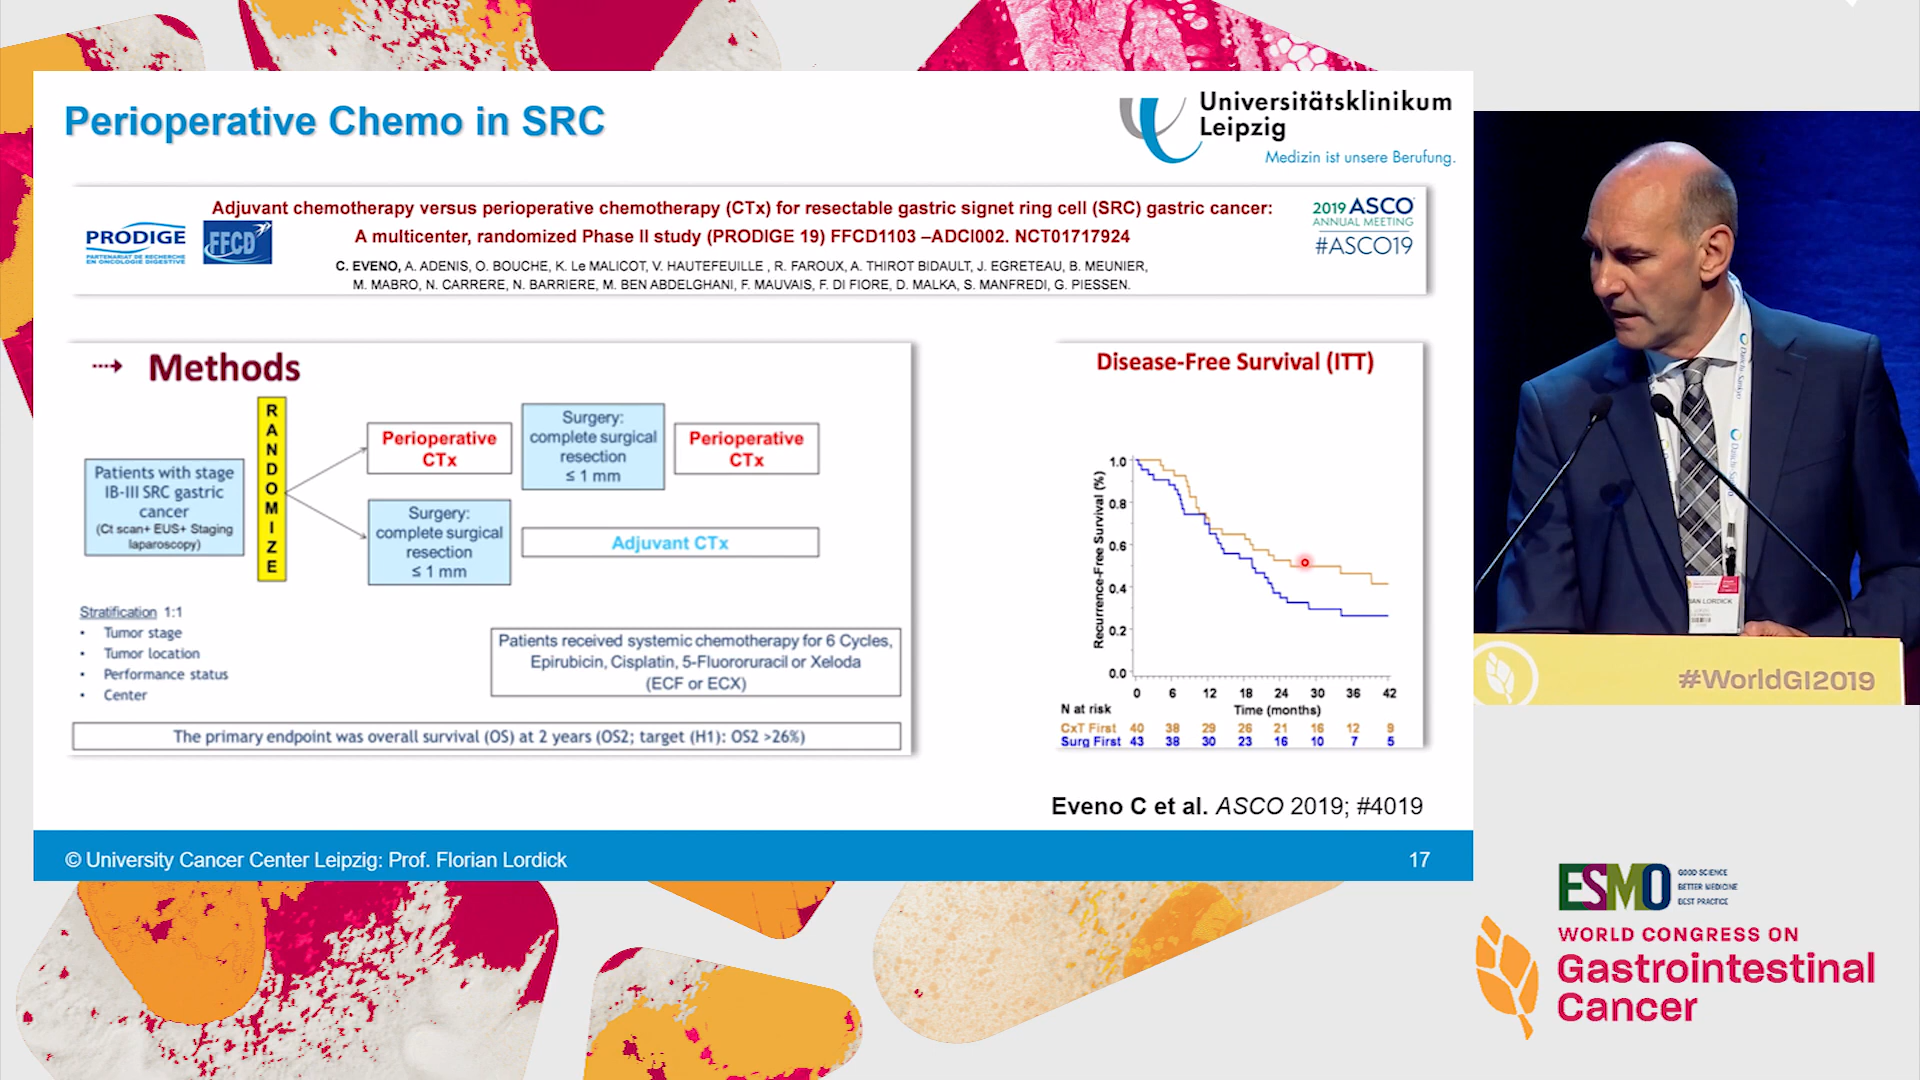 Perioperative Chemo in SRC
Universitätsklinikum
Leipzig
Medizin ist unsere Berufung.
Adjuvant chemotherapy versus perioperative chemotherapy (CTx) for resectable gastric signet ring cell (SRC) gastric cancer:
A multicenter, randomized Phase II study (PRODIGE 19) FFCD1103 –ADCI002. NCT01717924
C. EVENO, A. ADENIS, O. BOUCHE, K. Le MALICOT, V. HAUTEFEUILLE , R. FAROUX, A. THIROT BIDAULT, J. EGRETEAU, B. MEUNIER,
M. MABRO, N. CARRERE, N. BARRIERE, M. BEN ABDELGHANI, F. MAUVAIS, F. DI FIORE, D. MALKA, S. MANFREDI, G. PIESSEN.
PRODIGE
PARTENARIAT DE RECHERCHE
EN ONCOLOGIE DIGESTIVE
FFCD
2019 ASCO
ANNUAL MEETING
#ASCO19
Methods
RANDOMIZE
Patients with stage
IB-III SRC gastric
cancer
(Ct scan+ EUS+ Staging
laparoscopy)
Perioperative
CTx
Surgery:
complete surgical
resection
≤ 1 mm
Perioperative
CTx
Surgery:
complete surgical
resection
≤ 1 mm
Adjuvant CTx
Stratification 1:1
• Tumor stage
• Tumor location
• Performance status
• Center
Patients received systemic chemotherapy for 6 Cycles,
Epirubicin, Cisplatin, 5-Fluororuracil or Xeloda
(ECF or ECX)
The primary endpoint was overall survival (OS) at 2 years (OS2; target (H1): OS2 >26%)
Disease-Free Survival (ITT)
Recurrence-Free Survival (%)
1.0
0.8
0.6
0.4
0.2
0.0
0 6 12 18 24 30 36 42
N at risk Time (months)
CxT First 40 38 29 26 21 16 12 9
Surg First 43 38 30 23 16 10 7 5
Eveno C et al. ASCO 2019; #4019
© University Cancer Center Leipzig: Prof. Florian Lordick 17
Daiichi-Sankyo
LORDICK
#WorldGI2019
ESMO
GOOD SCIENCE
BETTER MEDICINE
BEST PRACTICE
WORLD CONGRESS ON
Gastrointestinal
Cancer